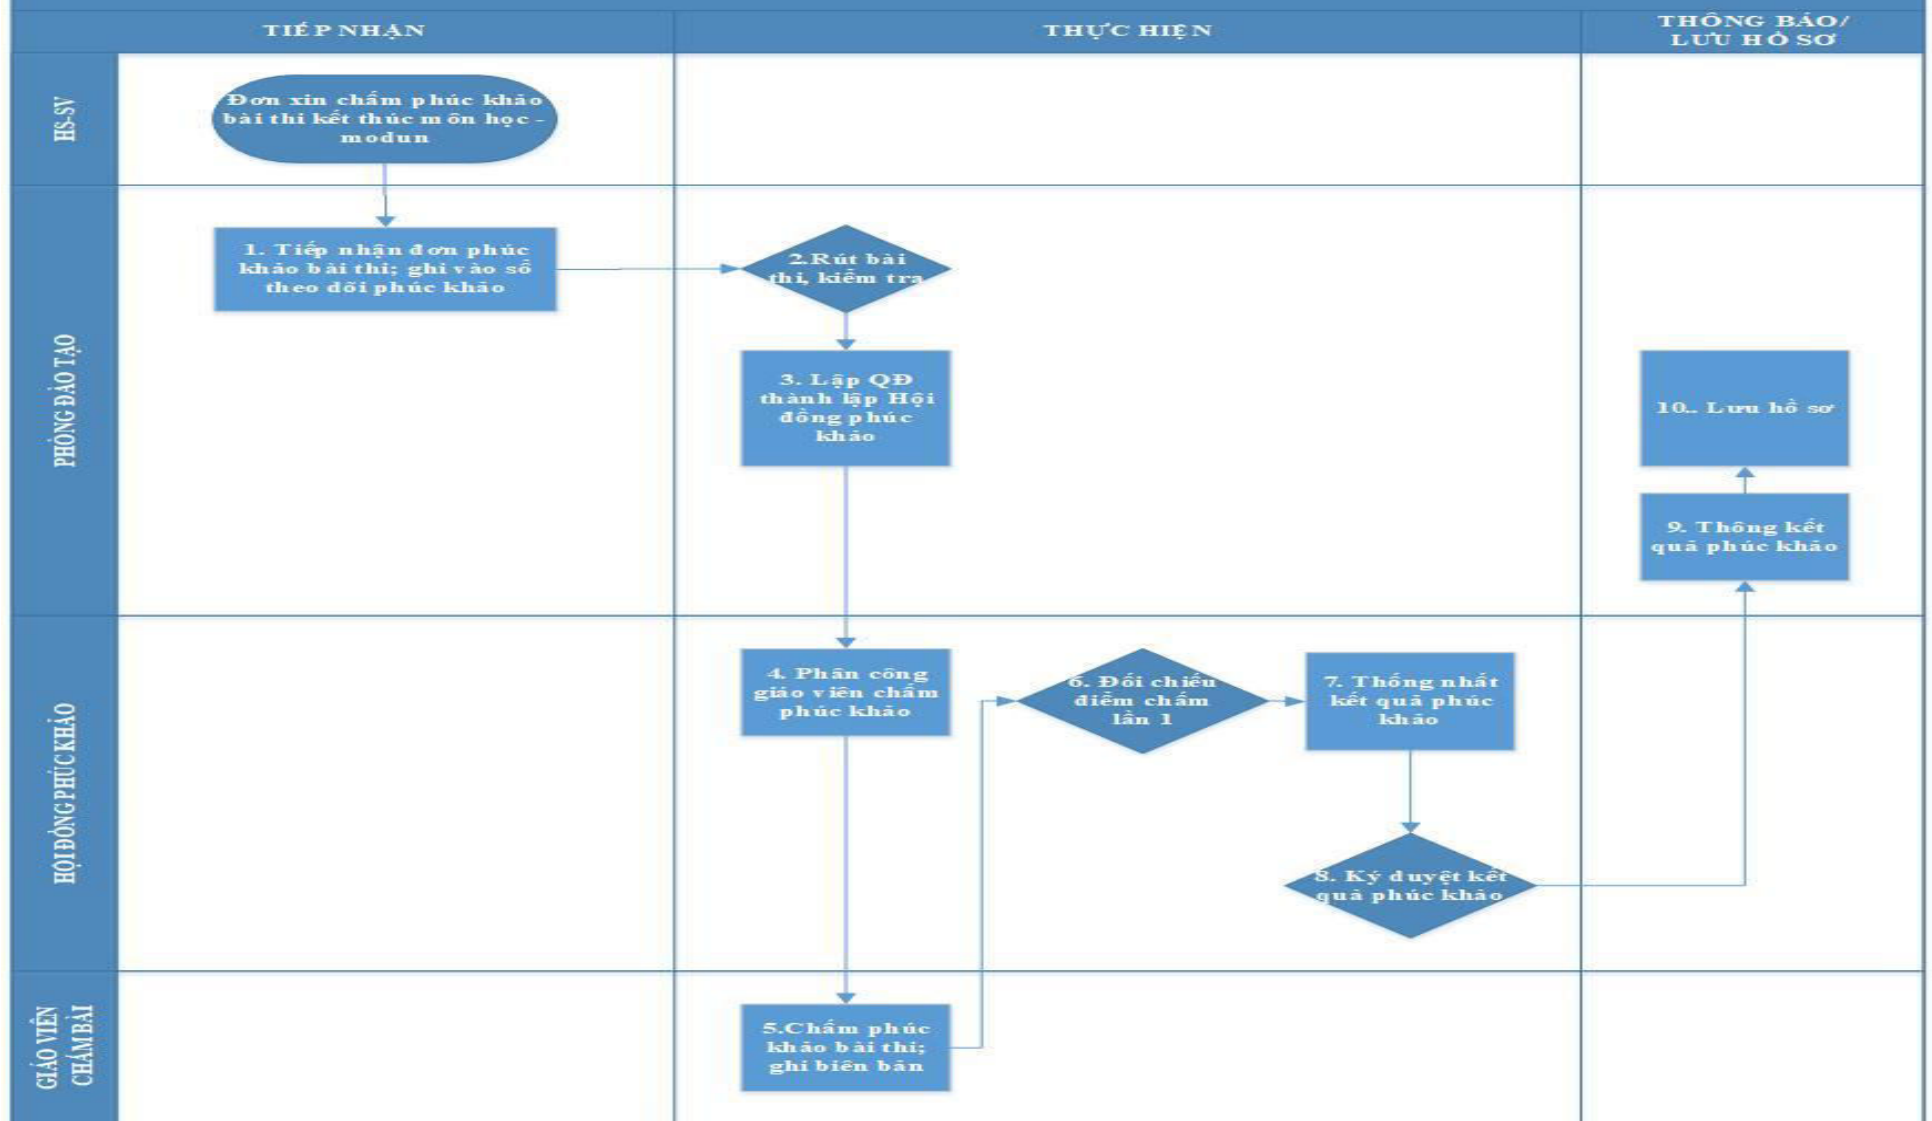 TIẾP NHẬN
THỰC HIỆN
THÔNG BÁO/
LƯU HỒ SƠ
HS-SV
Đơn xin chấm phúc khảo
bài thi kết thúc môn học -
modun
PHÒNG ĐÀO TẠO
1. Tiếp nhận đơn phúc
khảo bài thi; ghi vào sổ
theo dõi phúc khảo
2.Rút bài
thi, kiểm tra
3. Lập QĐ
thành lập Hội
đồng phúc
khảo
10.. Lưu hồ sơ
9. Thông kết
quả phúc khảo
HỘI ĐỒNG PHÚC KHẢO
4. Phân công
giáo viên chấm
phúc khảo
6. Đối chiếu
điểm chấm
lần 1
7. Thống nhất
kết quả phúc
khảo
8. Ký duyệt kết
quả phúc khảo
GIÁO VIÊN
CHẤM BÀI
5.Chấm phúc
khảo bài thi;
ghi biên bản